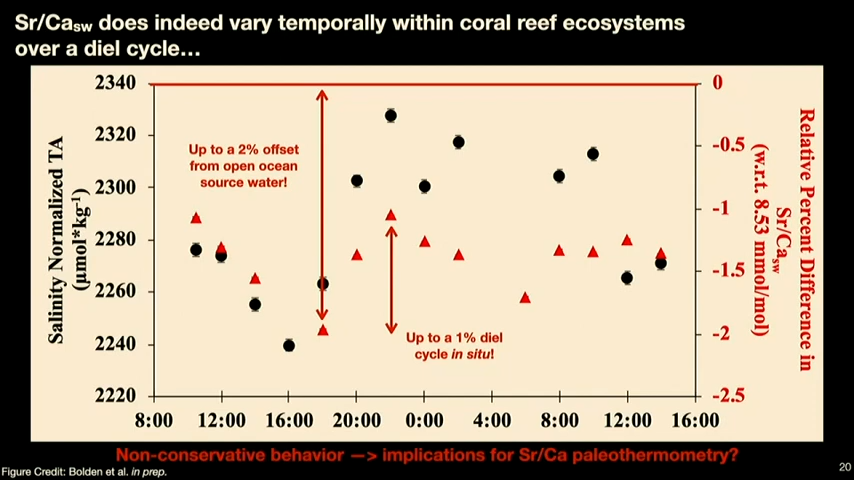 Sr/Casw does indeed vary temporally within coral reef ecosystems
over a diel cycle…
2340
2320
2300
2280
2260
2240
2220
Salinity Normalized TA
(µmol*kg-1)
Up to a 2% offset
from open ocean
source water!
Up to a 1% diel
cycle in situ!
0
-0.5
-1
-1.5
-2
-2.5
Relative Percent Difference in
Sr/Casw
(w.r.t. 8.53 mmol/mol)
8:00 12:00 16:00 20:00 0:00 4:00 8:00 12:00 16:00
Non-conservative behavior —> implications for Sr/Ca paleothermometry?
Figure Credit: Bolden et al. in prep.
20